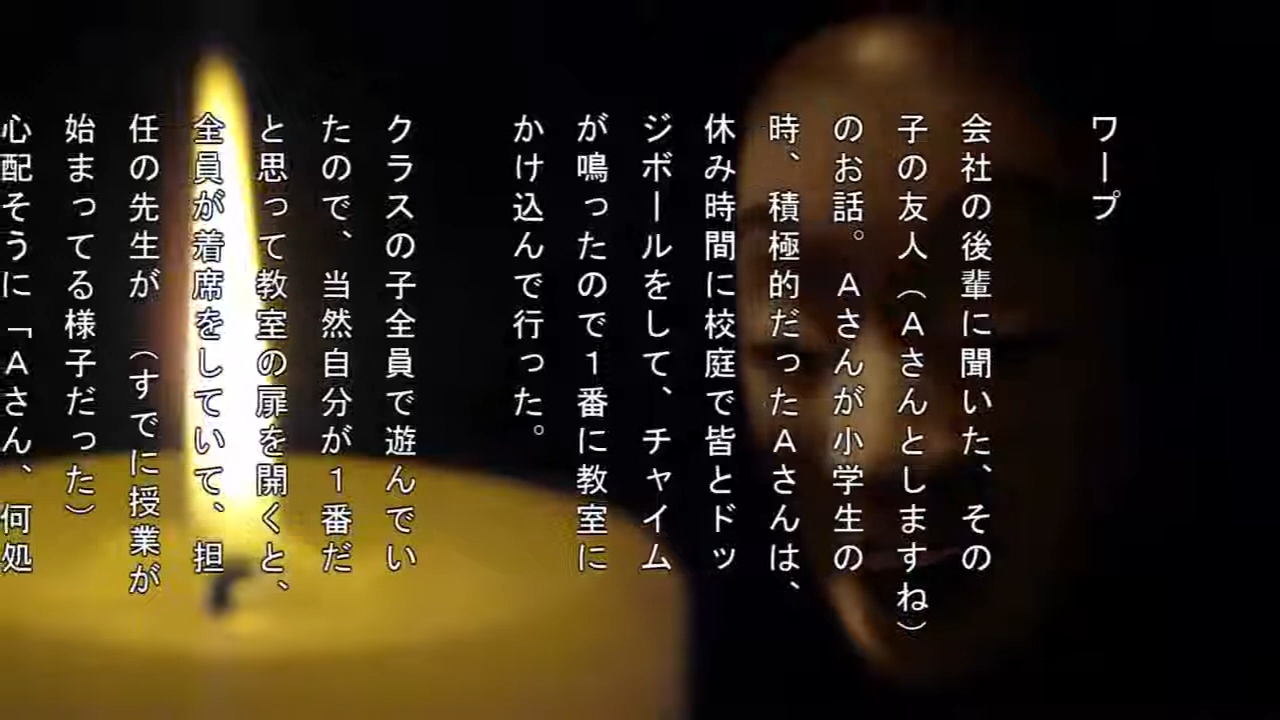 ワープ
会社の後輩に聞いた、その
子の友人（Aさんとしますね）
のお話。Aさんが小学生の
時、積極的だったAさんは、
休み時間に校庭で皆とドッ
ジボールをして、チャイム
が鳴ったので1番に教室に
かけ込んで行った。
クラスの子全員で遊んでい
たので、当然自分が1番だ
と思って教室の扉を開くと、
全員が着席をしていて、担
任の先生が（すでに授業が
始まってる様子だった）
心配そうに「Aさん、何処